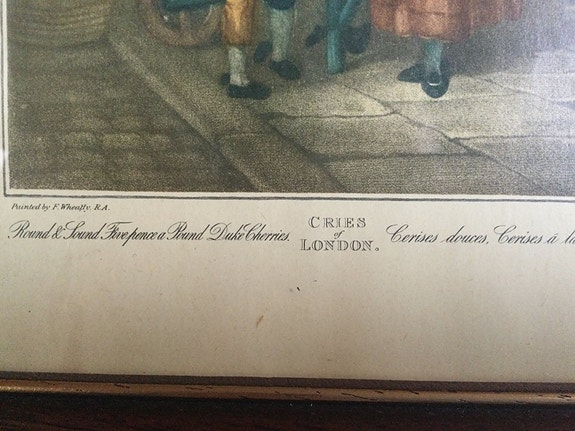 Painted by F. Wheatly, R.A.
Round & Sound Fivepence a Pound Duke Cherries.
CRIES
of
LONDON.
Cerises douces, Cerises á la